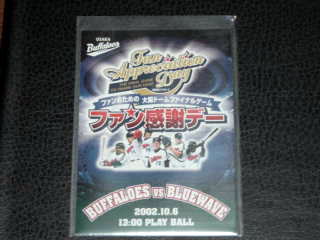 OSAKA
Buffaloes
Fan
Appreciation
Day
ファンのための 大阪ドームファイナルゲーム
ファン感謝デー
BUFFALOES VS BLUEWAVE
2002.10.6
13:00 PLAY BALL